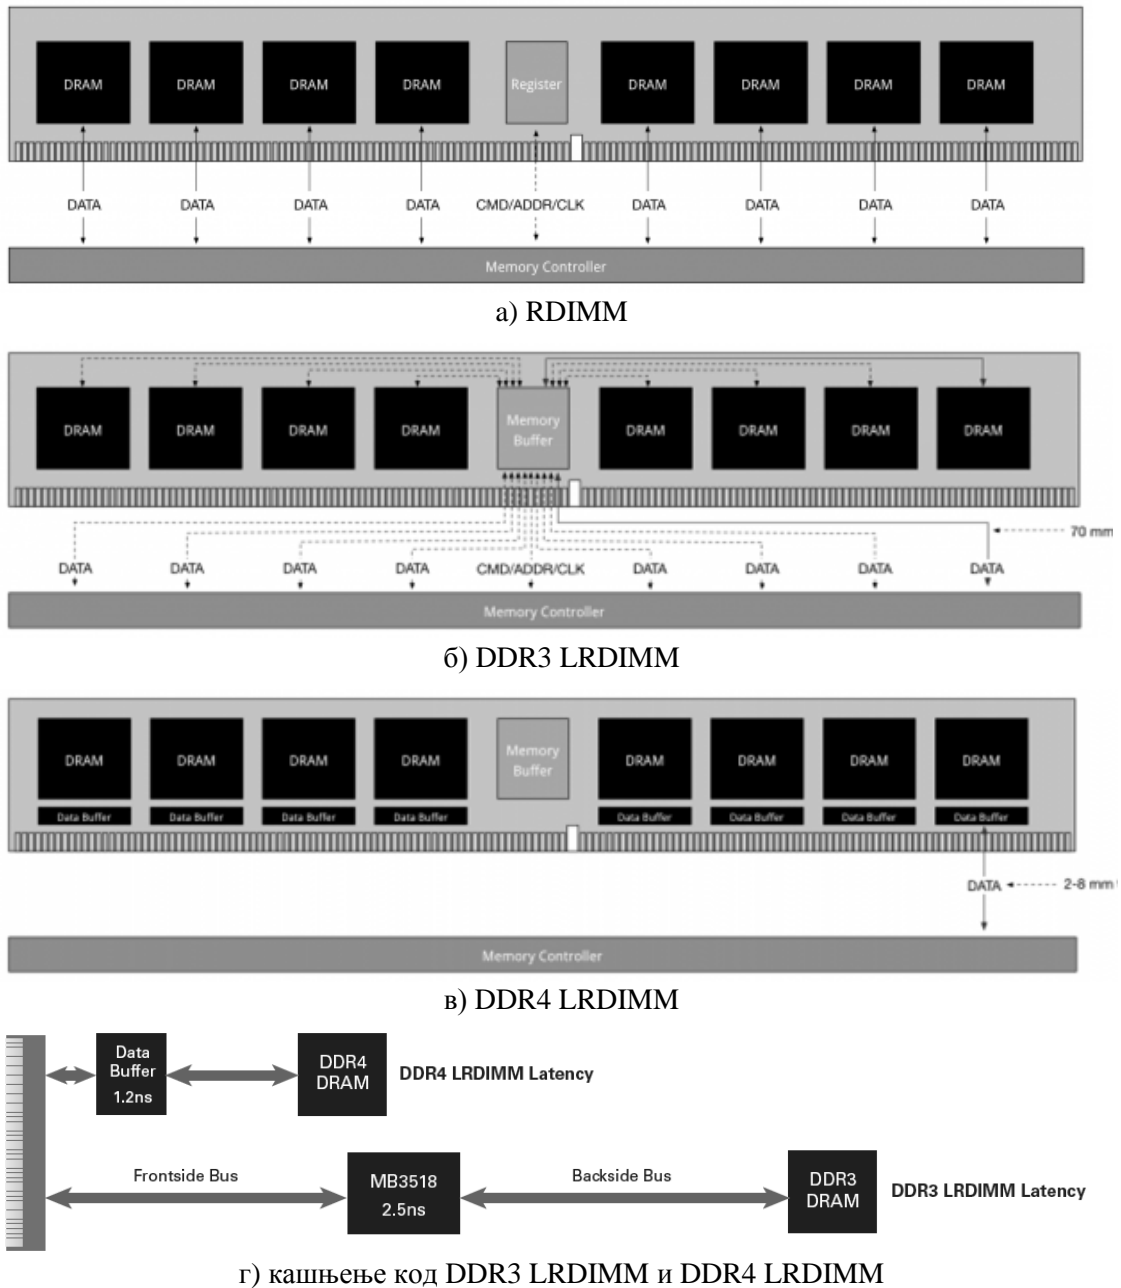 DRAM DRAM DRAM DRAM Register DRAM DRAM DRAM DRAM
DATA DATA DATA DATA CMD/ADDR/CLK DATA DATA DATA DATA
Memory Controller
а) RDIMM
DRAM DRAM DRAM DRAM Memory Buffer DRAM DRAM DRAM DRAM
70 mm
DATA DATA DATA DATA CMD/ADDR/CLK DATA DATA DATA DATA
Memory Controller
б) DDR3 LRDIMM
DRAM DRAM DRAM DRAM Memory Buffer DRAM DRAM DRAM DRAM
Data Buffer Data Buffer Data Buffer Data Buffer Data Buffer Data Buffer Data Buffer Data Buffer
DATA 2-8 mm
Memory Controller
в) DDR4 LRDIMM
Data Buffer 1.2ns DDR4 DRAM DDR4 LRDIMM Latency
Frontside Bus MB3518 2.5ns Backside Bus DDR3 DRAM DDR3 LRDIMM Latency
г) кашњење код DDR3 LRDIMM и DDR4 LRDIMM